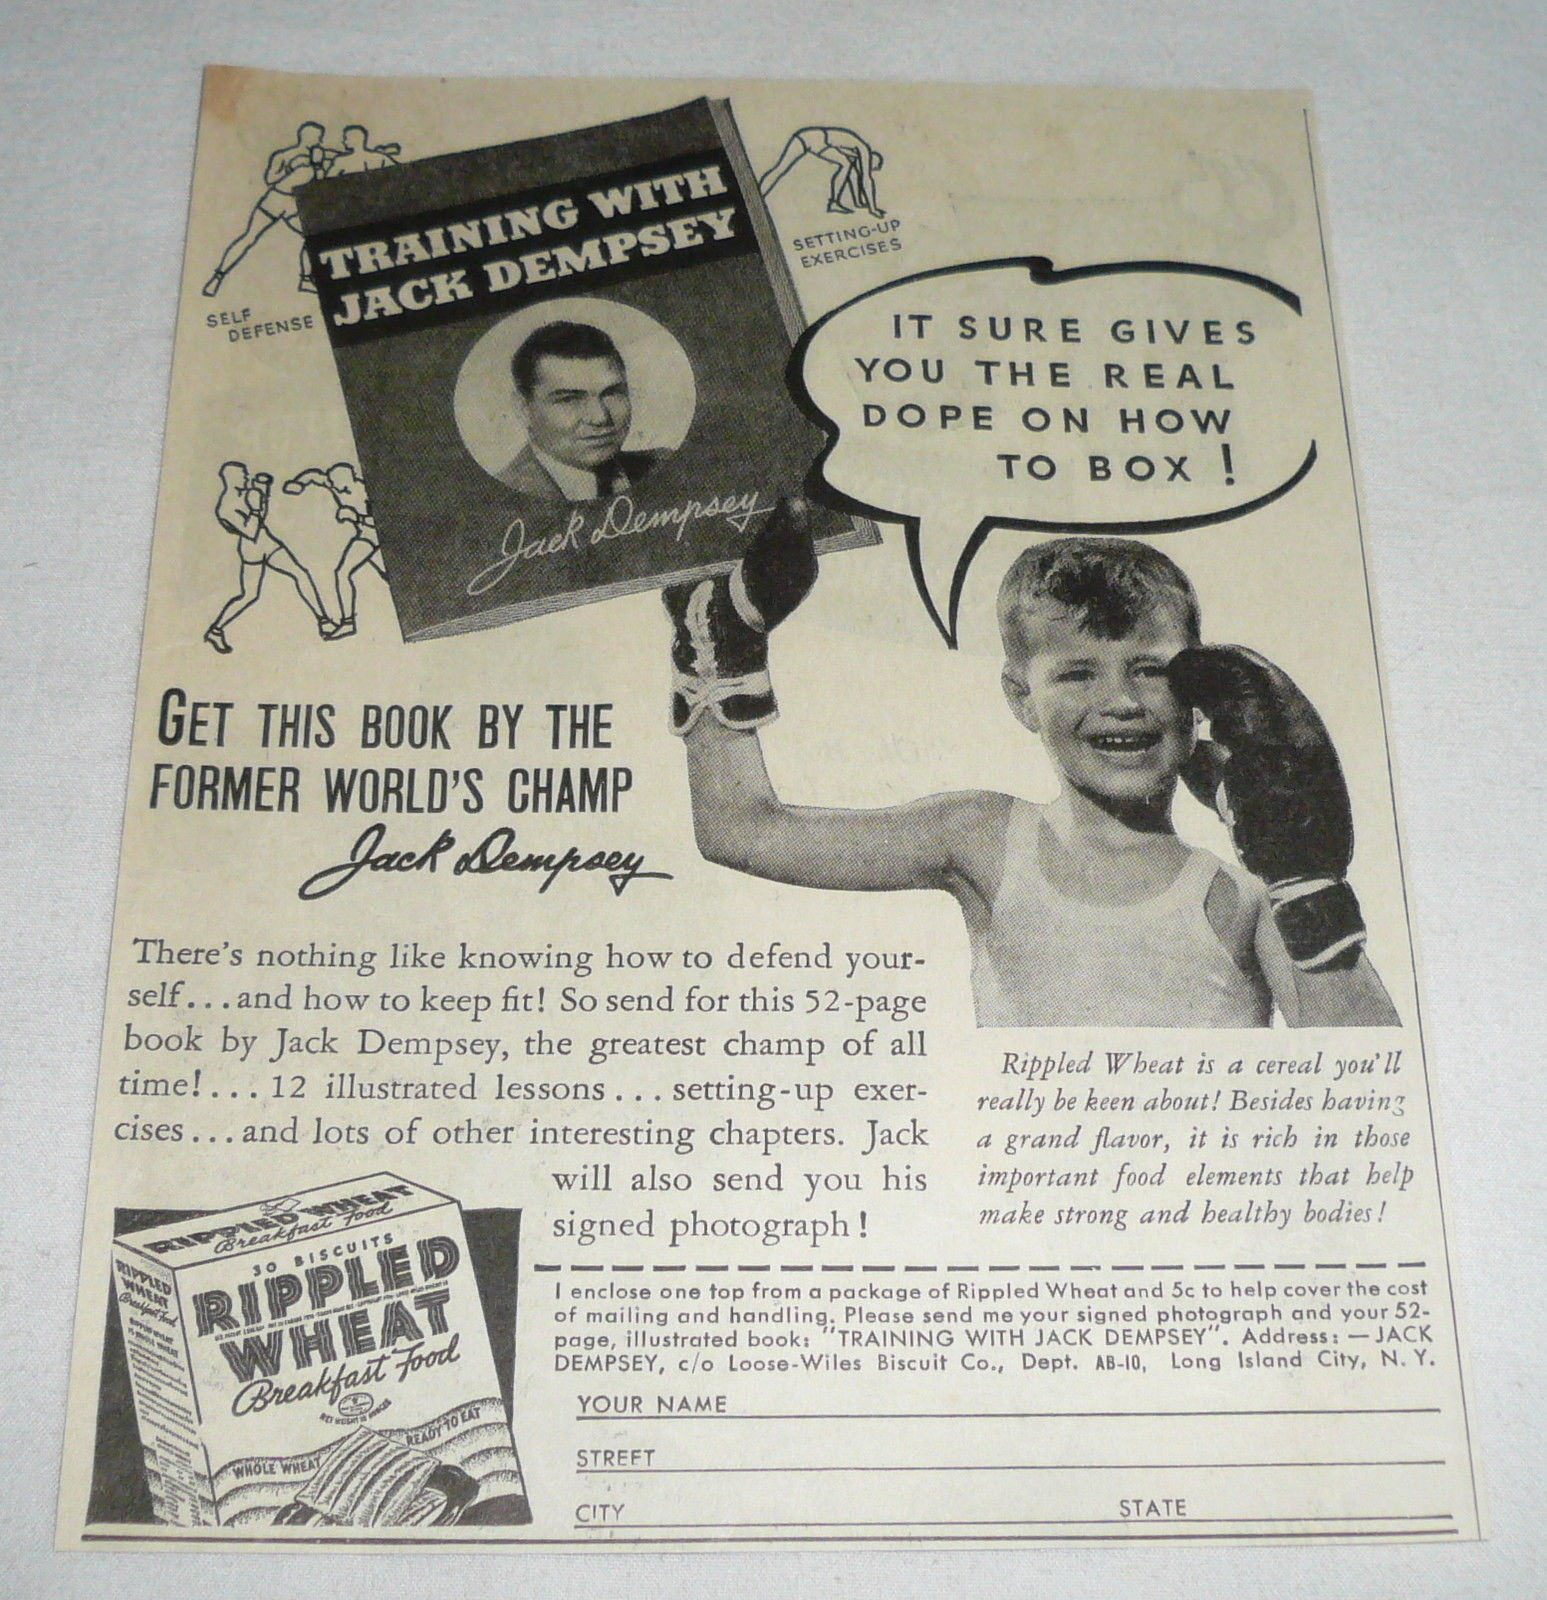 TRAINING WITH
JACK DEMPSEY
Jack Dempsey
SELF
DEFENSE
SETTING-UP
EXERCISES
IT SURE GIVES
YOU THE REAL
DOPE ON HOW
TO BOX!
GET THIS BOOK BY THE
FORMER WORLD'S CHAMP
Jack Dempsey
There's nothing like knowing how to defend your-
self...and how to keep fit! So send for this 52-page
book by Jack Dempsey, the greatest champ of all
time!... 12 illustrated lessons... setting-up exer-
cises...and lots of other interesting chapters. Jack
will also send you his
signed photograph!
Rippled Wheat is a cereal you'll
really be keen about! Besides having
a grand flavor, it is rich in those
important food elements that help
make strong and healthy bodies!
RIPPLED WHEAT
Breakfast Food
30 BISCUITS
RIPPLED
WHEAT
Breakfast Food
RIPPLED
WHEAT
Breakfast Food
WHOLE WHEAT
READY TO EAT
I enclose one top from a package of Rippled Wheat and 5c to help cover the cost
of mailing and handling. Please send me your signed photograph and your 52-
page, illustrated book: "TRAINING WITH JACK DEMPSEY". Address: — JACK
DEMPSEY, c/o Loose-Wiles Biscuit Co., Dept. AB-10, Long Island City, N. Y.
YOUR NAME
STREET
CITY STATE